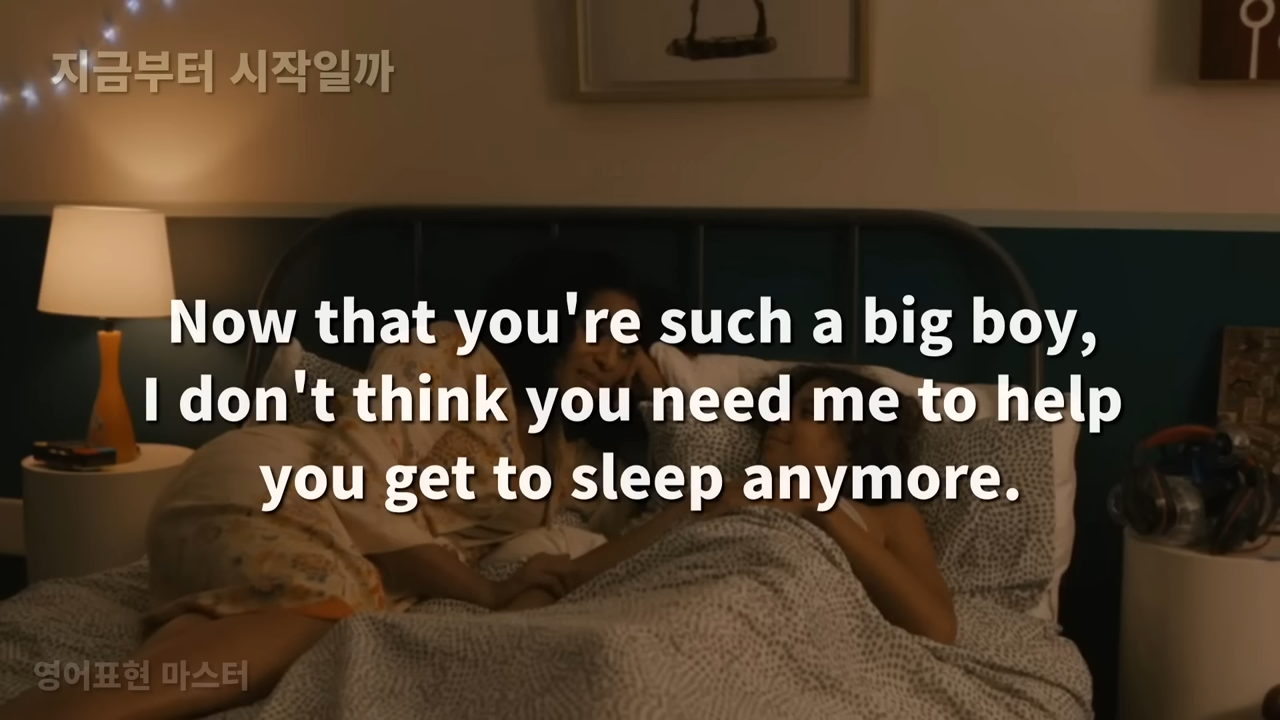 지금부터 시작일까
Now that you're such a big boy,
I don't think you need me to help
you get to sleep anymore.
영어표현 마스터